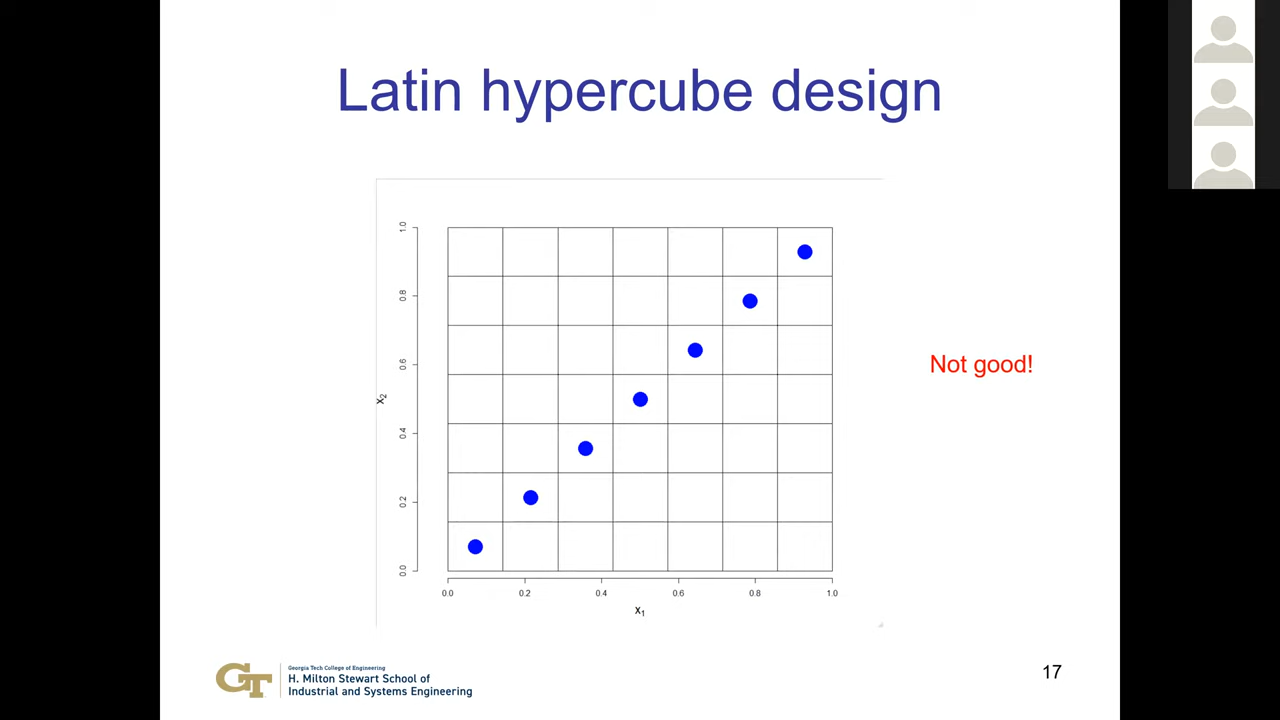 Latin hypercube design
1.0
0.8
0.6
x2
0.4
0.2
0.0
0.0 0.2 0.4 0.6 0.8 1.0
x1
Not good!
GT
Georgia Tech College of Engineering
H. Milton Stewart School of
Industrial and Systems Engineering
17